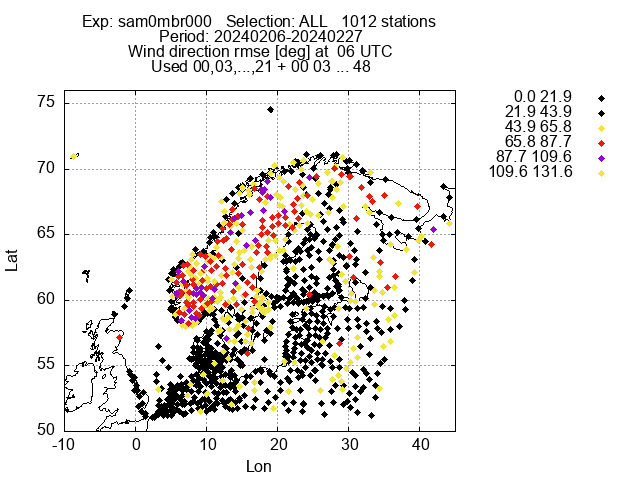 Exp: sam0mbr000 Selection: ALL 1012 stations
Period: 20240206-20240227
Wind direction rmse [deg] at 06 UTC
Used 00,03,...,21 + 00 03 ... 48
0.0 21.9
21.9 43.9
43.9 65.8
65.8 87.7
87.7 109.6
109.6 131.6
75
70
65
60
55
50
Lat
-10 0 10 20 30 40
Lon